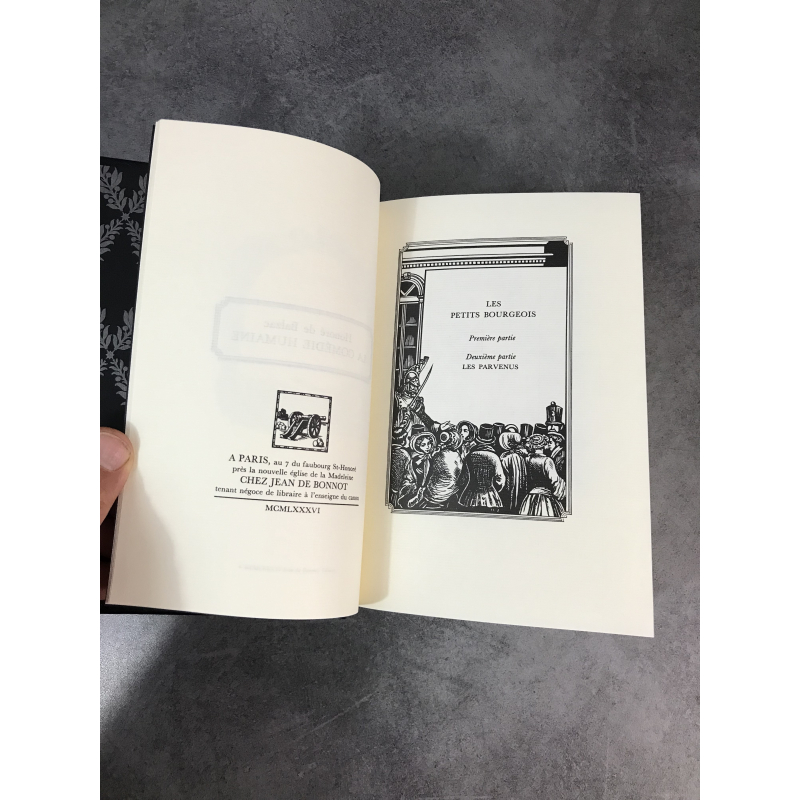 A PARIS, au 7 du faubourg St-Honoré
près la nouvelle église de la Madeleine
CHEZ JEAN DE BONNOT
tenant négoce de libraire à l'enseigne du canon
MCMLXXXVI
LES
PETITS BOURGEOIS
Première partie
Deuxième partie
LES PARVENUS